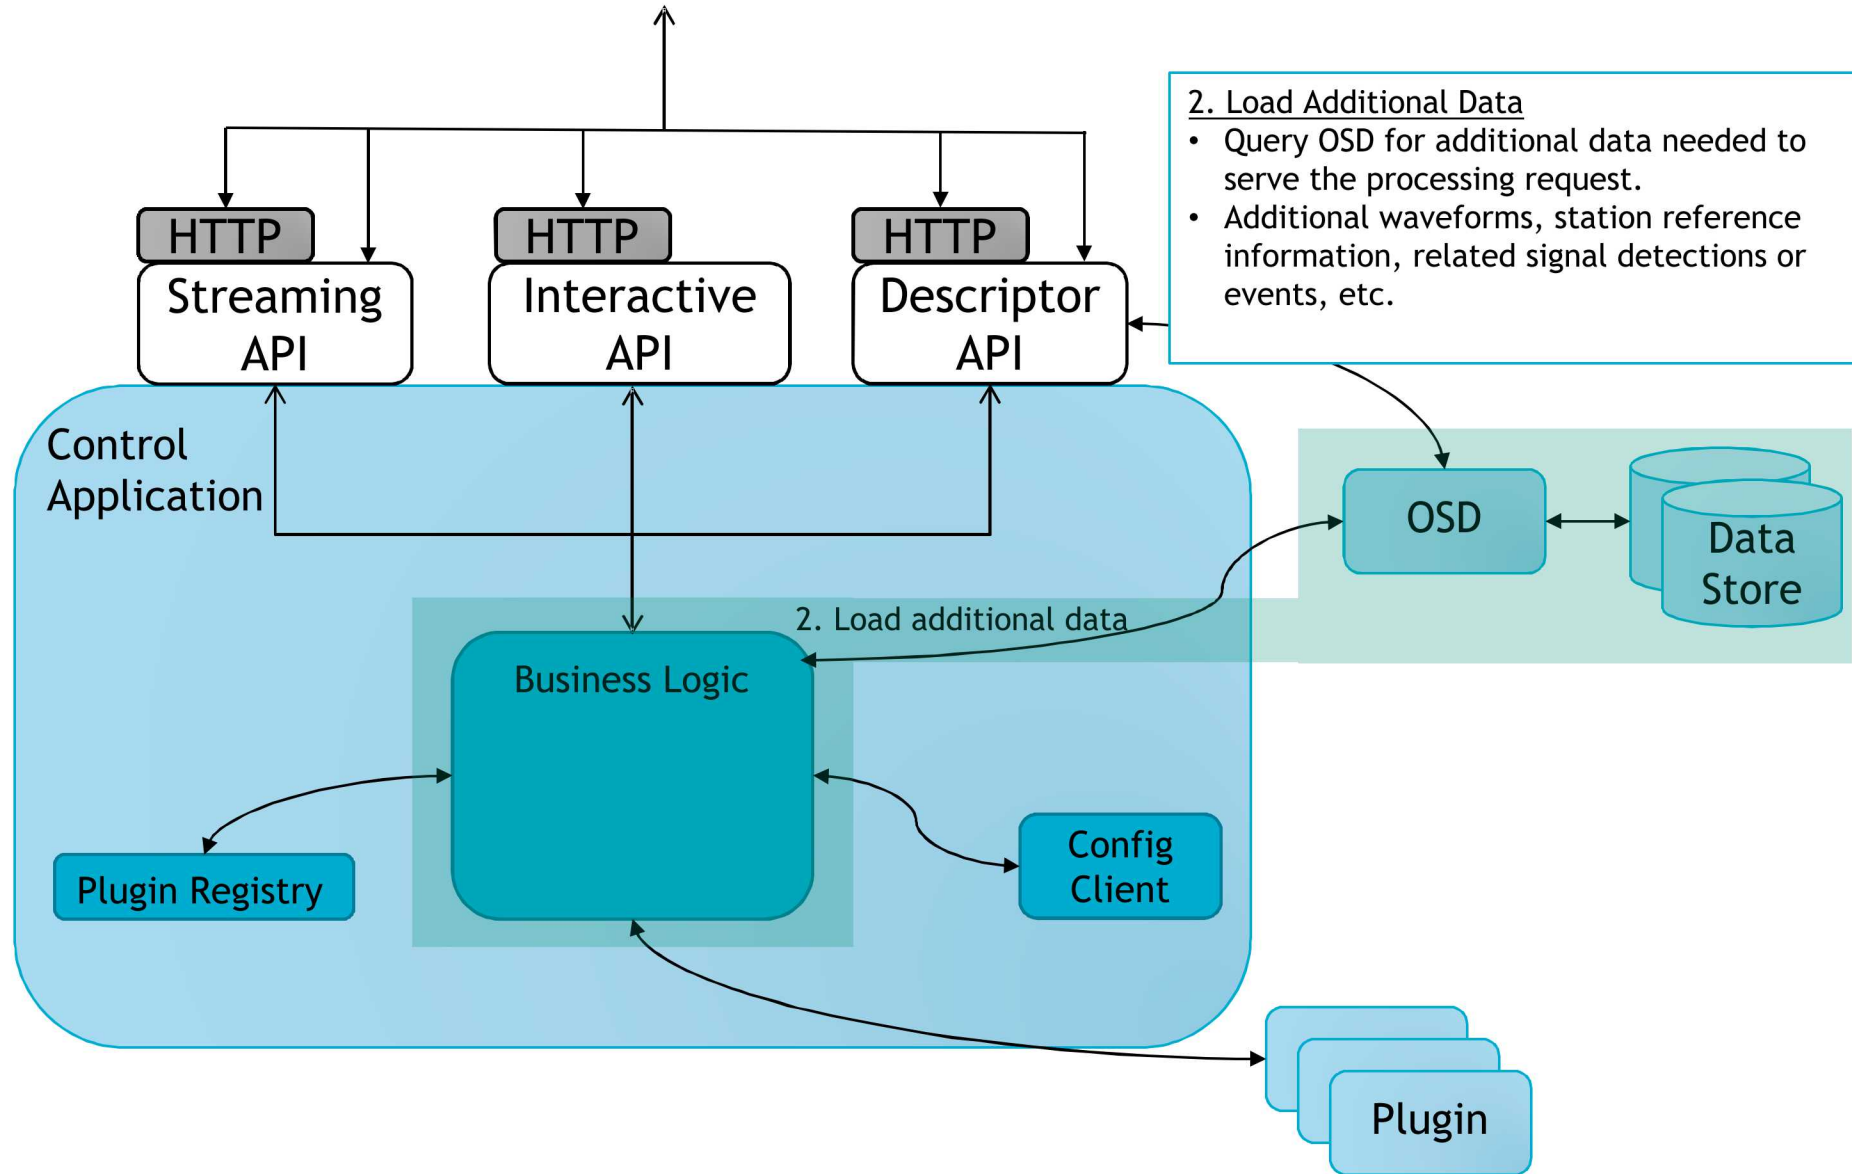 2. Load Additional Data
• Query OSD for additional data needed to
serve the processing request.
• Additional waveforms, station reference
information, related signal detections or
events, etc.
HTTP
HTTP
HTTP
Streaming
API
Interactive
API
Descriptor
API
Control
Application
OSD
Data
Store
2. Load additional data
Business Logic
Config
Client
Plugin Registry
Plugin